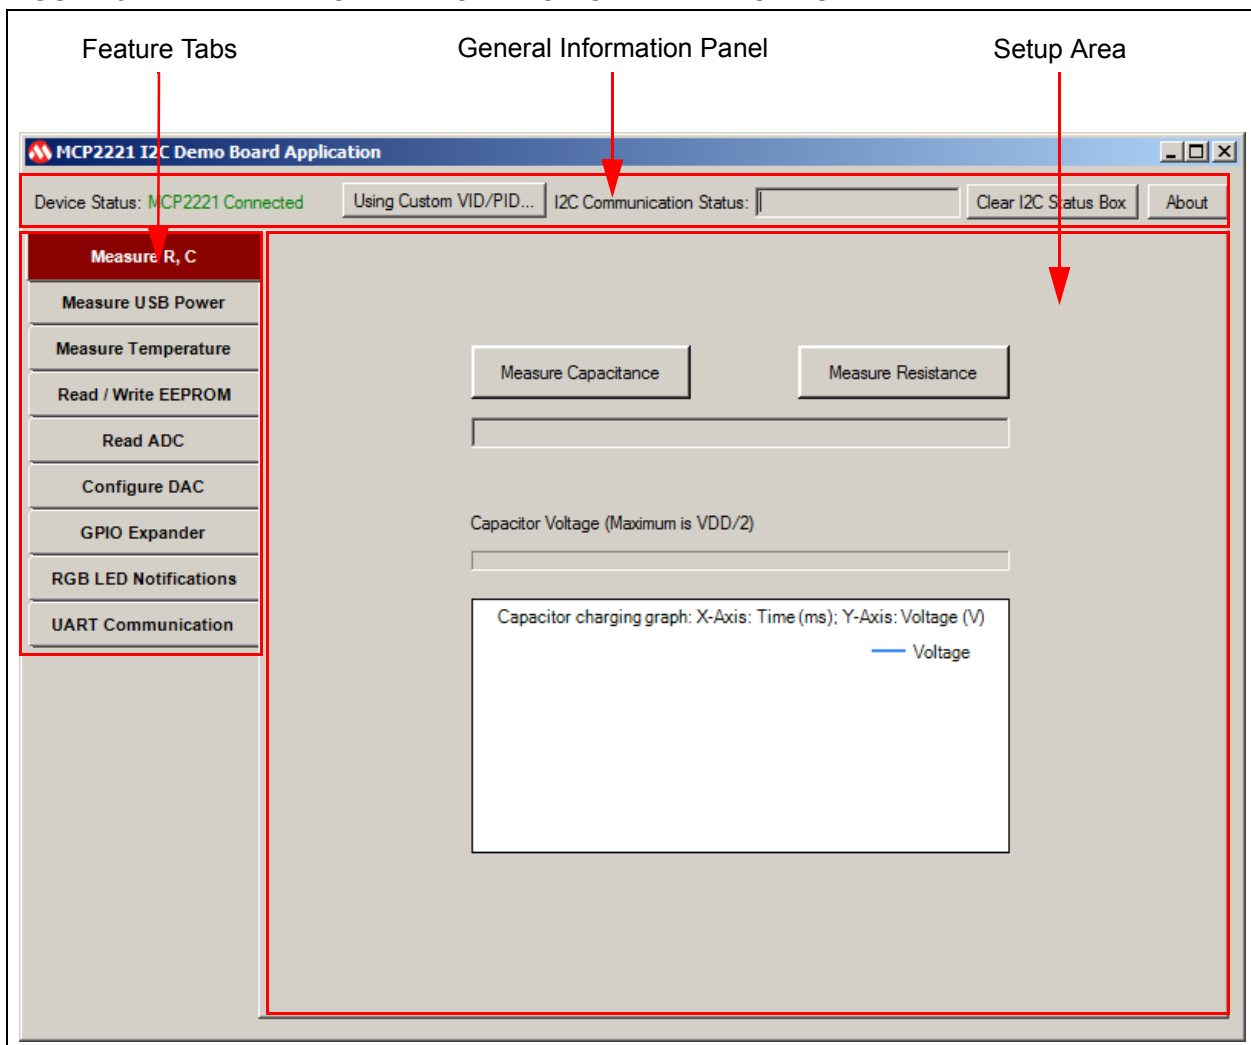 Feature Tabs General Information Panel Setup Area
MCP2221 I2C Demo Board Application
Device Status: MCP2221 Connected Using Custom VID/PID... I2C Communication Status: Clear I2C Status Box About
Measure R, C
Measure USB Power
Measure Temperature
Read / Write EEPROM
Read ADC
Configure DAC
GPIO Expander
RGB LED Notifications
UART Communication
Measure Capacitance Measure Resistance
Capacitor Voltage (Maximum is VDD/2)
Capacitor charging graph: X-Axis: Time (ms); Y-Axis: Voltage (V)
Voltage